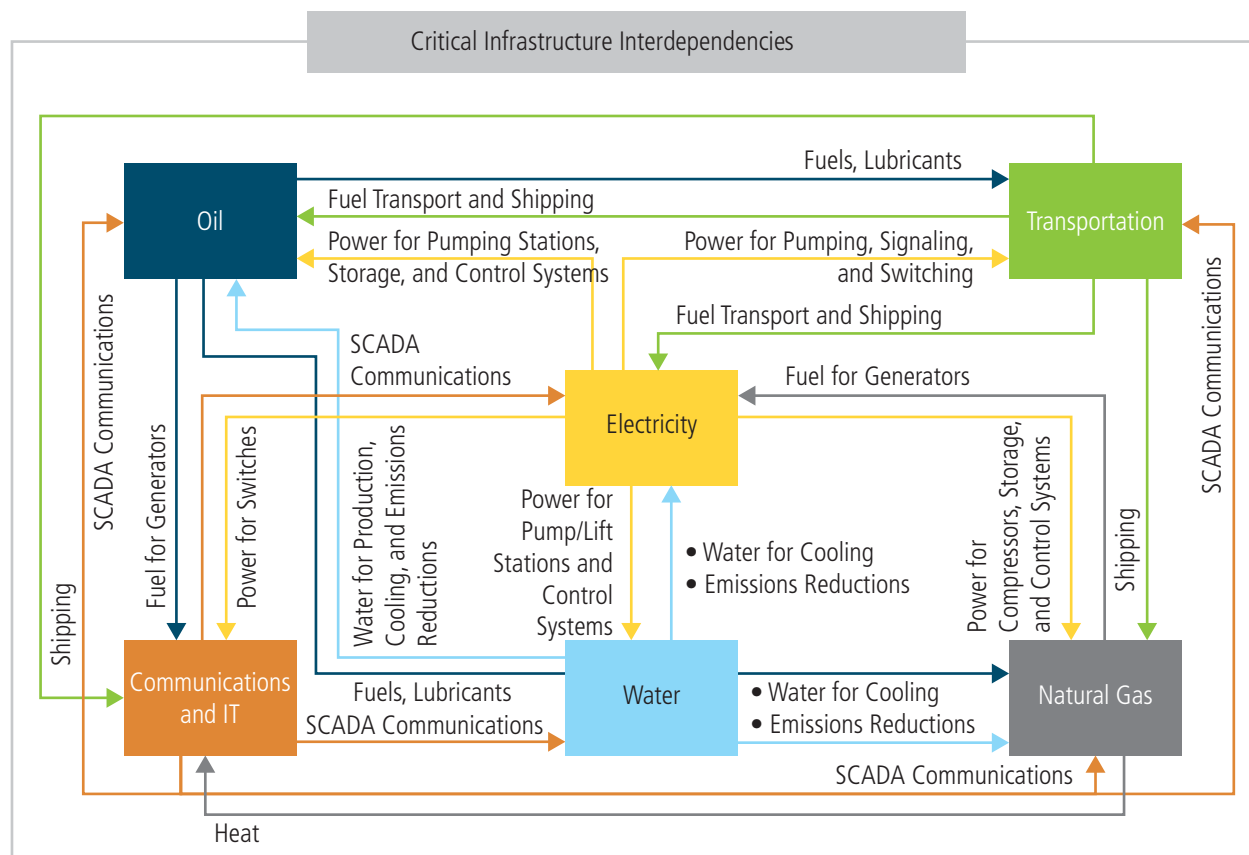 Critical Infrastructure Interdependencies
Fuels, Lubricants
Oil
Fuel Transport and Shipping
Transportation
Power for Pumping Stations,
Storage, and Control Systems
Power for Pumping, Signaling,
and Switching
Fuel Transport and Shipping
SCADA
Communications
Fuel for Generators
Electricity
SCADA Communications
Fuel for Generators
Power for Switches
Water for Production,
Cooling, and Emissions
Reductions
Power for
Pump/Lift
Stations and
Control
Systems
• Water for Cooling
• Emissions Reductions
Power for
Compressors, Storage,
and Control Systems
Shipping
SCADA Communications
Shipping
Communications
and IT
Fuels, Lubricants
SCADA Communications
Water
• Water for Cooling
• Emissions Reductions
Natural Gas
SCADA Communications
Heat